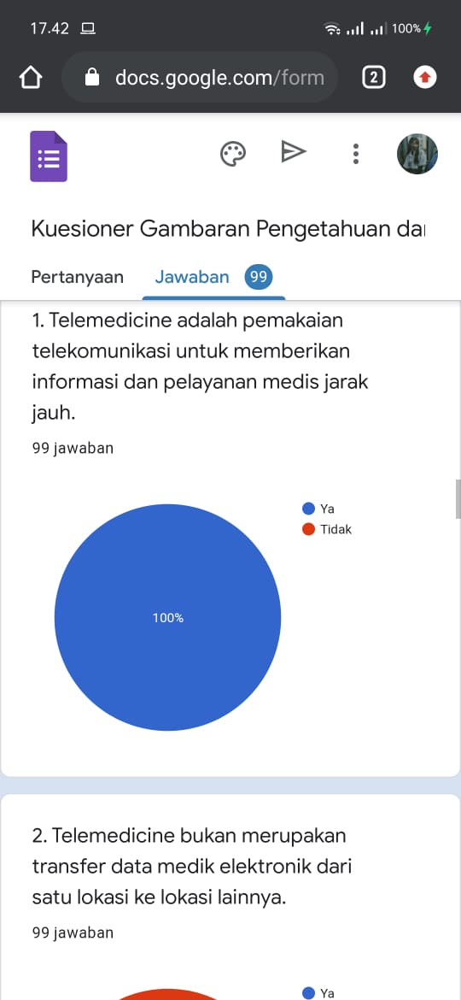 17.42
100%
docs.google.com/form
2
Kuesioner Gambaran Pengetahuan da
Pertanyaan Jawaban 99
1. Telemedicine adalah pemakaian
telekomunikasi untuk memberikan
informasi dan pelayanan medis jarak
jauh.
99 jawaban
Ya
Tidak
100%
2. Telemedicine bukan merupakan
transfer data medik elektronik dari
satu lokasi ke lokasi lainnya.
99 jawaban
Ya